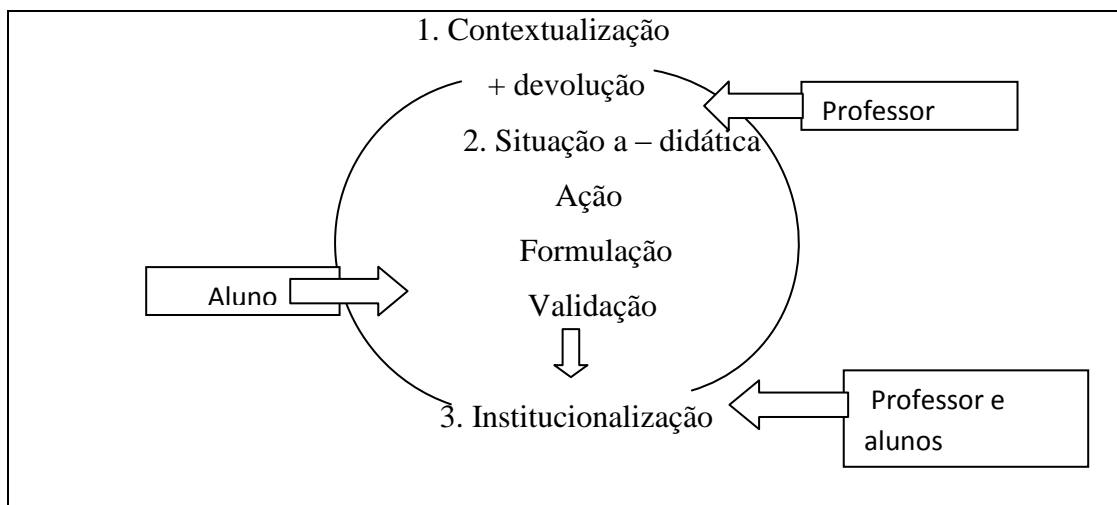 1. Contextualização
+ devolução
Professor
2. Situação a – didática
Ação
Formulação
Aluno
Validação
3. Institucionalização
Professor e
alunos